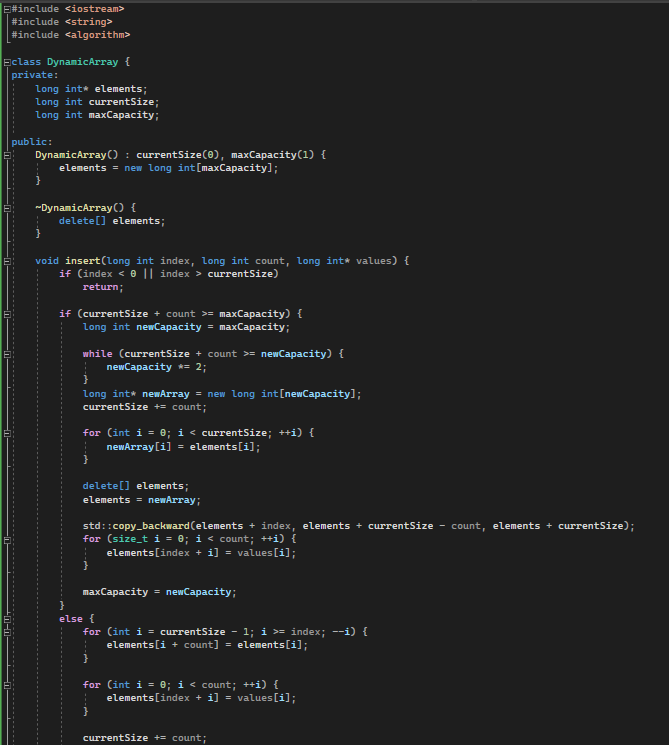 #include <iostream>
#include <string>
#include <algorithm>
class DynamicArray {
private:
    long int* elements;
    long int currentSize;
    long int maxCapacity;
public:
    DynamicArray() : currentSize(0), maxCapacity(1) {
        elements = new long int[maxCapacity];
    }
    ~DynamicArray() {
        delete[] elements;
    }
    void insert(long int index, long int count, long int* values) {
        if (index < 0 || index > currentSize)
            return;
        if (currentSize + count >= maxCapacity) {
            long int newCapacity = maxCapacity;
            while (currentSize + count >= newCapacity) {
                newCapacity *= 2;
            }
            long int* newArray = new long int[newCapacity];
            currentSize += count;
            for (int i = 0; i < currentSize; ++i) {
                newArray[i] = elements[i];
            }
            delete[] elements;
            elements = newArray;
            std::copy_backward(elements + index, elements + currentSize - count, elements + currentSize);
            for (size_t i = 0; i < count; ++i) {
                elements[index + i] = values[i];
            }
            maxCapacity = newCapacity;
        }
        else {
            for (int i = currentSize - 1; i >= index; --i) {
                elements[i + count] = elements[i];
            }
            for (int i = 0; i < count; ++i) {
                elements[index + i] = values[i];
            }
            currentSize += count;